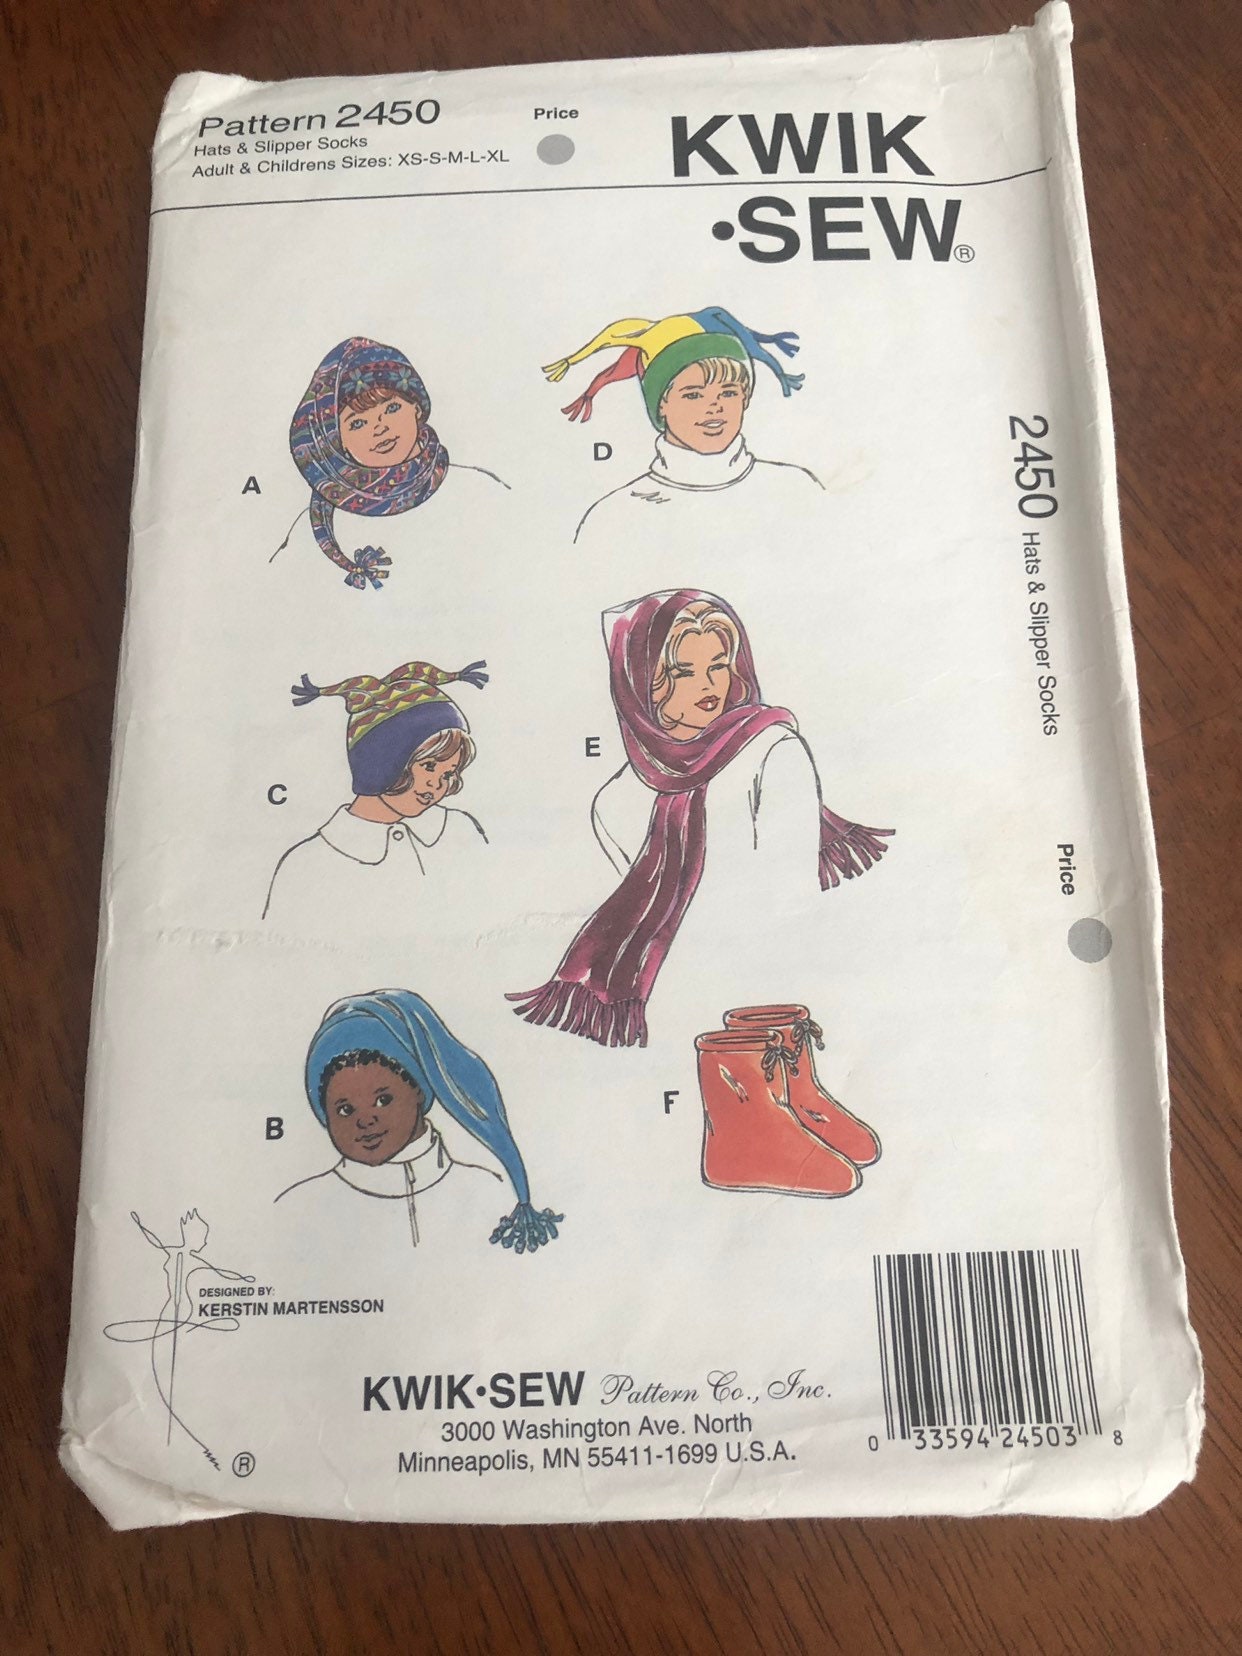 Pattern 2450
Hats & Slipper Socks
Adult & Childrens Sizes: XS-S-M-L-XL
Price
KWIK
•SEW®
A
D
2450 Hats & Slipper Socks
C
E
Price
B
F
DESIGNED BY:
KERSTIN MARTENSSON
®
KWIK•SEW Pattern Co., Inc.
3000 Washington Ave. North
Minneapolis, MN 55411-1699 U.S.A.
0 33594 24503 8